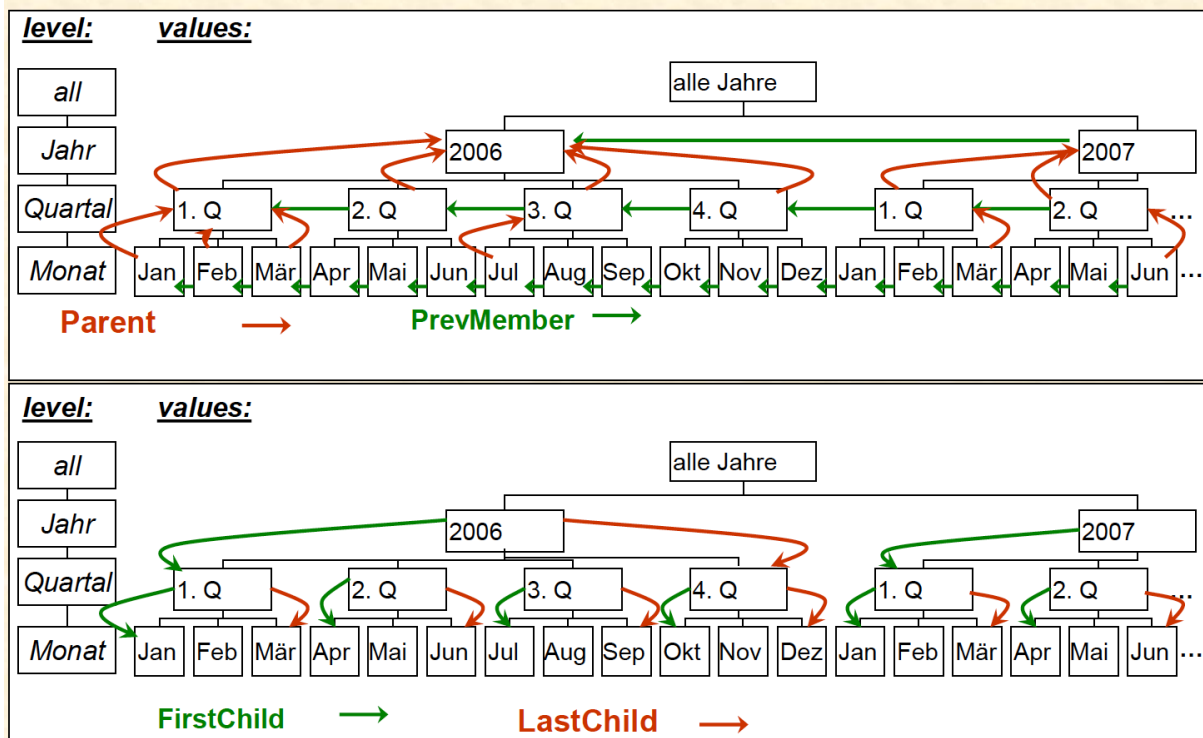 level: values:
all alle Jahre
Jahr 2006 2007
Quartal 1. Q 2. Q 3. Q 4. Q 1. Q 2. Q ...
Monat Jan Feb Mär Apr Mai Jun Jul Aug Sep Okt Nov Dez Jan Feb Mär Apr Mai Jun ...
Parent PrevMember
level: values:
all alle Jahre
Jahr 2006 2007
Quartal 1. Q 2. Q 3. Q 4. Q 1. Q 2. Q ...
Monat Jan Feb Mär Apr Mai Jun Jul Aug Sep Okt Nov Dez Jan Feb Mär Apr Mai Jun ...
FirstChild LastChild